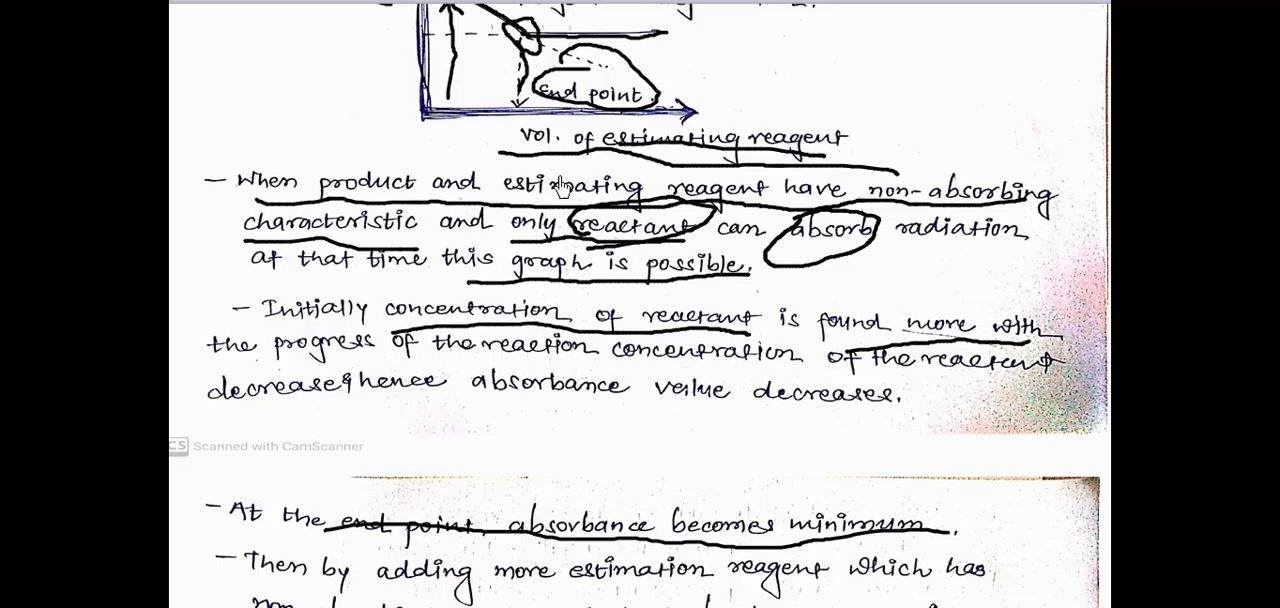 end point.
vol. of estimating reagent
- When product and estimating reagent have non-absorbing
characteristic and only reactant can absorb radiation
at that time this graph is possible.
- Initially concentration of reactant is found more with
the progress of the reaction concentration of the reactant
decrease, hence absorbance value decreases.
CS Scanned with CamScanner
- At the end point, absorbance becomes minimum.
- Then by adding more estimation reagent which has